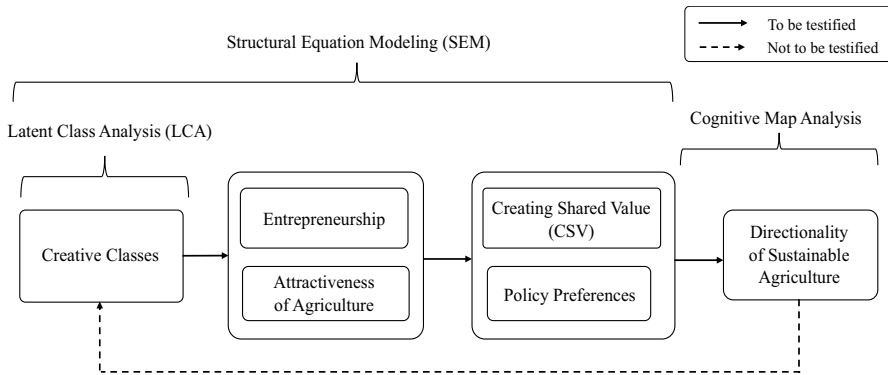 To be testified
Not to be testified
Structural Equation Modeling (SEM)
Cognitive Map Analysis
Latent Class Analysis (LCA)
Creative Classes
Entrepreneurship
Attractiveness
of Agriculture
Creating Shared Value
(CSV)
Policy Preferences
Directionality
of Sustainable
Agriculture